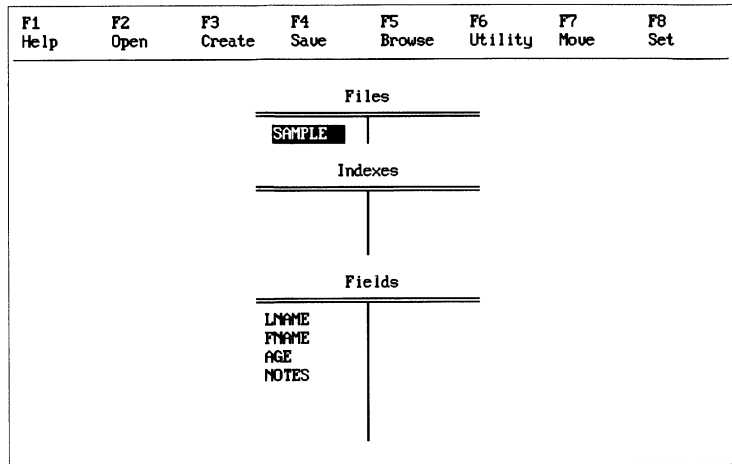 F1 F2 F3 F4 F5 F6 F7 F8
Help Open Create Save Browse Utility Move Set
Files
SAMPLE
Indexes
Fields
LNAME
FNAME
AGE
NOTES